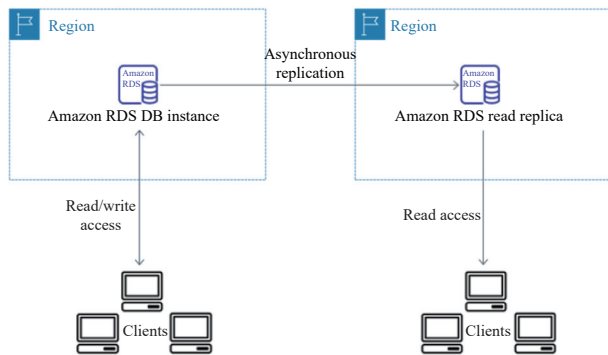 Region
Region
Asynchronous
replication
Amazon
RDS
Amazon
RDS
Amazon RDS DB instance
Amazon RDS read replica
Read/write
access
Read access
Clients
Clients